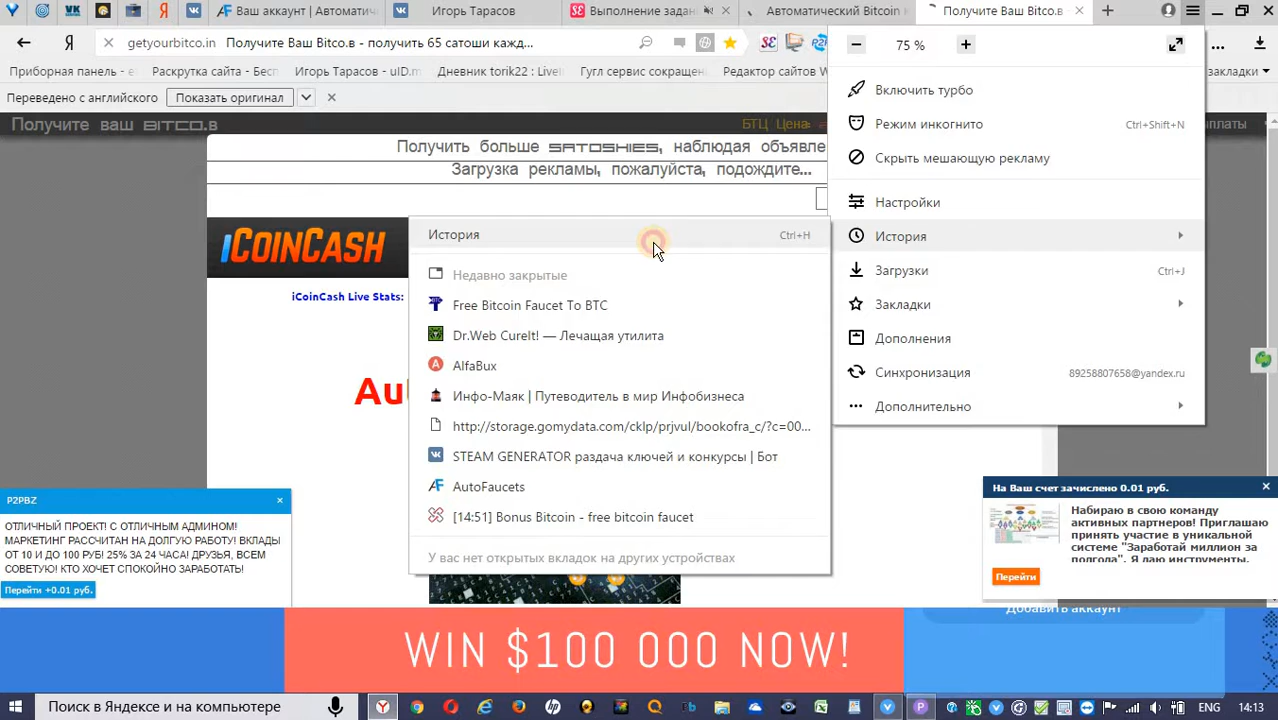 Ваш аккаунт | Автоматич
Игорь Тарасов
Выполнение задан
Автоматический Bitcoin к
Получите Ваш Bitco.в -
getyourbitco.in
Получите Ваш Bitco.в - получить 65 сатоши кажд...
Приборная панель - e
Раскрутка сайта - Бесп
Игорь Тарасов - uID.m
Дневник torik22 : LiveI
Гугл сервис сокращен
Редактор сайтов W
закладки
Переведено с английского
Показать оригинал
Получите ваш BITCO.в
БТЦ Цена:
ыплаты
Получить больше SATOSHIES, наблюдая объявле
Загрузка рекламы, пожалуйста, подождите...
iCOINCASH
iCoinCash Live Stats:
Au
75 %
Включить турбо
Режим инкогнито Ctrl+Shift+N
Скрыть мешающую рекламу
Настройки
История
Загрузки Ctrl+J
Закладки
Дополнения
Синхронизация 89258807658@yandex.ru
Дополнительно
История Ctrl+H
Недавно закрытые
Free Bitcoin Faucet To BTC
Dr.Web CureIt! — Лечащая утилита
AlfaBux
Инфо-Маяк | Путеводитель в мир Инфобизнеса
http://storage.gomydata.com/cklp/prjvul/bookofra_c/?c=00...
STEAM GENERATOR раздача ключей и конкурсы | Бот
AutoFaucets
[14:51] Bonus Bitcoin - free bitcoin faucet
У вас нет открытых вкладок на других устройствах
P2PBZ
ОТЛИЧНЫЙ ПРОЕКТ! С ОТЛИЧНЫМ АДМИНОМ!
МАРКЕТИНГ РАССЧИТАН НА ДОЛГУЮ РАБОТУ! ВКЛАДЫ
ОТ 10 И ДО 100 РУБ! 25% ЗА 24 ЧАСА! ДРУЗЬЯ, ВСЕМ
СОВЕТУЮ! КТО ХОЧЕТ СПОКОЙНО ЗАРАБОТАТЬ!
Перейти +0.01 руб.
На Ваш счет зачислено 0.01 руб.
Набираю в свою команду
активных партнеров! Приглашаю
принять участие в уникальной
системе "Заработай миллион за
полгода". Я даю инструменты.
Перейти
Добавить аккаунт
WIN $100 000 NOW!
Поиск в Яндексе и на компьютере
ENG
14:13